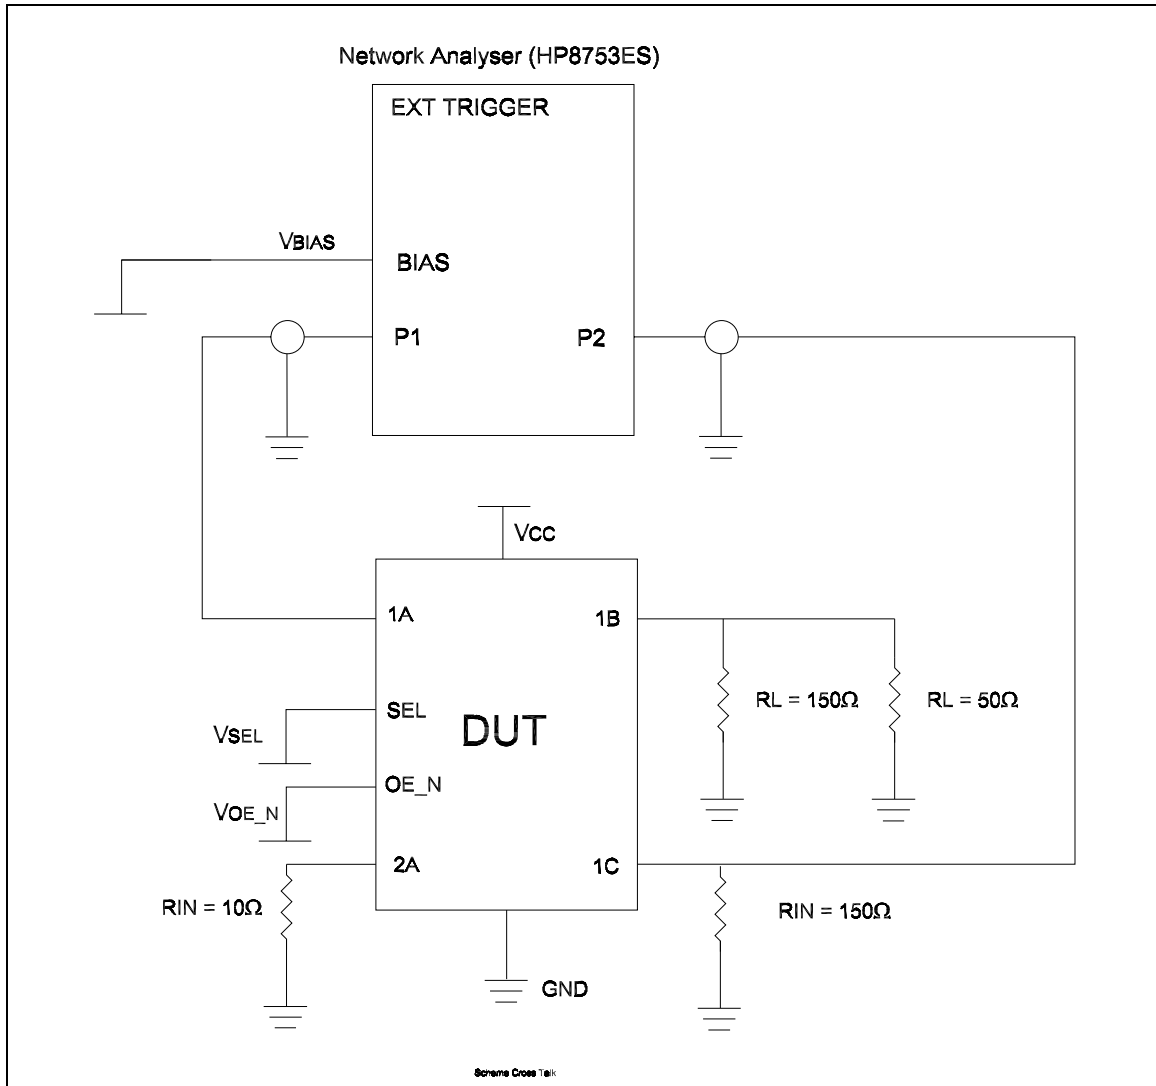 Network Analyser (HP8753ES)
EXT TRIGGER
VBIAS
BIAS
P1
P2
VCC
1A
1B
RL = 150Ω
RL = 50Ω
SEL
VSEL
DUT
OE_N
VOE_N
2A
1C
RIN = 10Ω
RIN = 150Ω
GND
Scheme Cross Talk